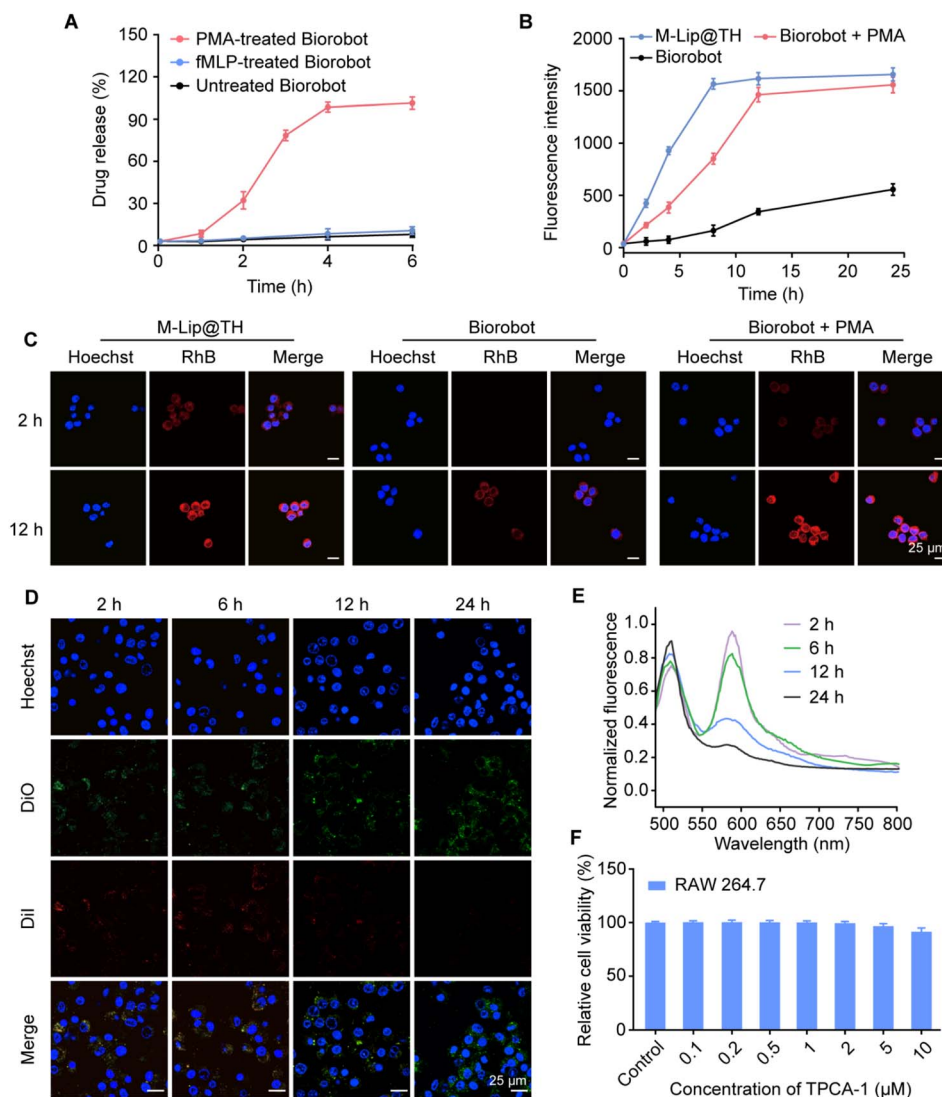 A
PMA-treated Biorobot
fMLP-treated Biorobot
Untreated Biorobot
Drug release (%)
150
120
90
60
30
0
0 2 4 6
Time (h)
B
M-Lip@TH Biorobot + PMA
Biorobot
Fluorescence intensity
2000
1500
1000
500
0
0 5 10 15 20 25
Time (h)
C
M-Lip@TH Biorobot Biorobot + PMA
Hoechst RhB Merge Hoechst RhB Merge Hoechst RhB Merge
2 h
12 h
25 μm
D
2 h 6 h 12 h 24 h
Hoechst
DiO
DiI
Merge
25 μm
E
Normalized fluorescence
1.0
0.8
0.6
0.4
0.2
0.0
2 h
6 h
12 h
24 h
500 550 600 650 700 750 800
Wavelength (nm)
F
Relative cell viability (%)
150
100
50
0
RAW 264.7
Control 0.1 0.2 0.5 1 2 5 10
Concentration of TPCA-1 (μM)